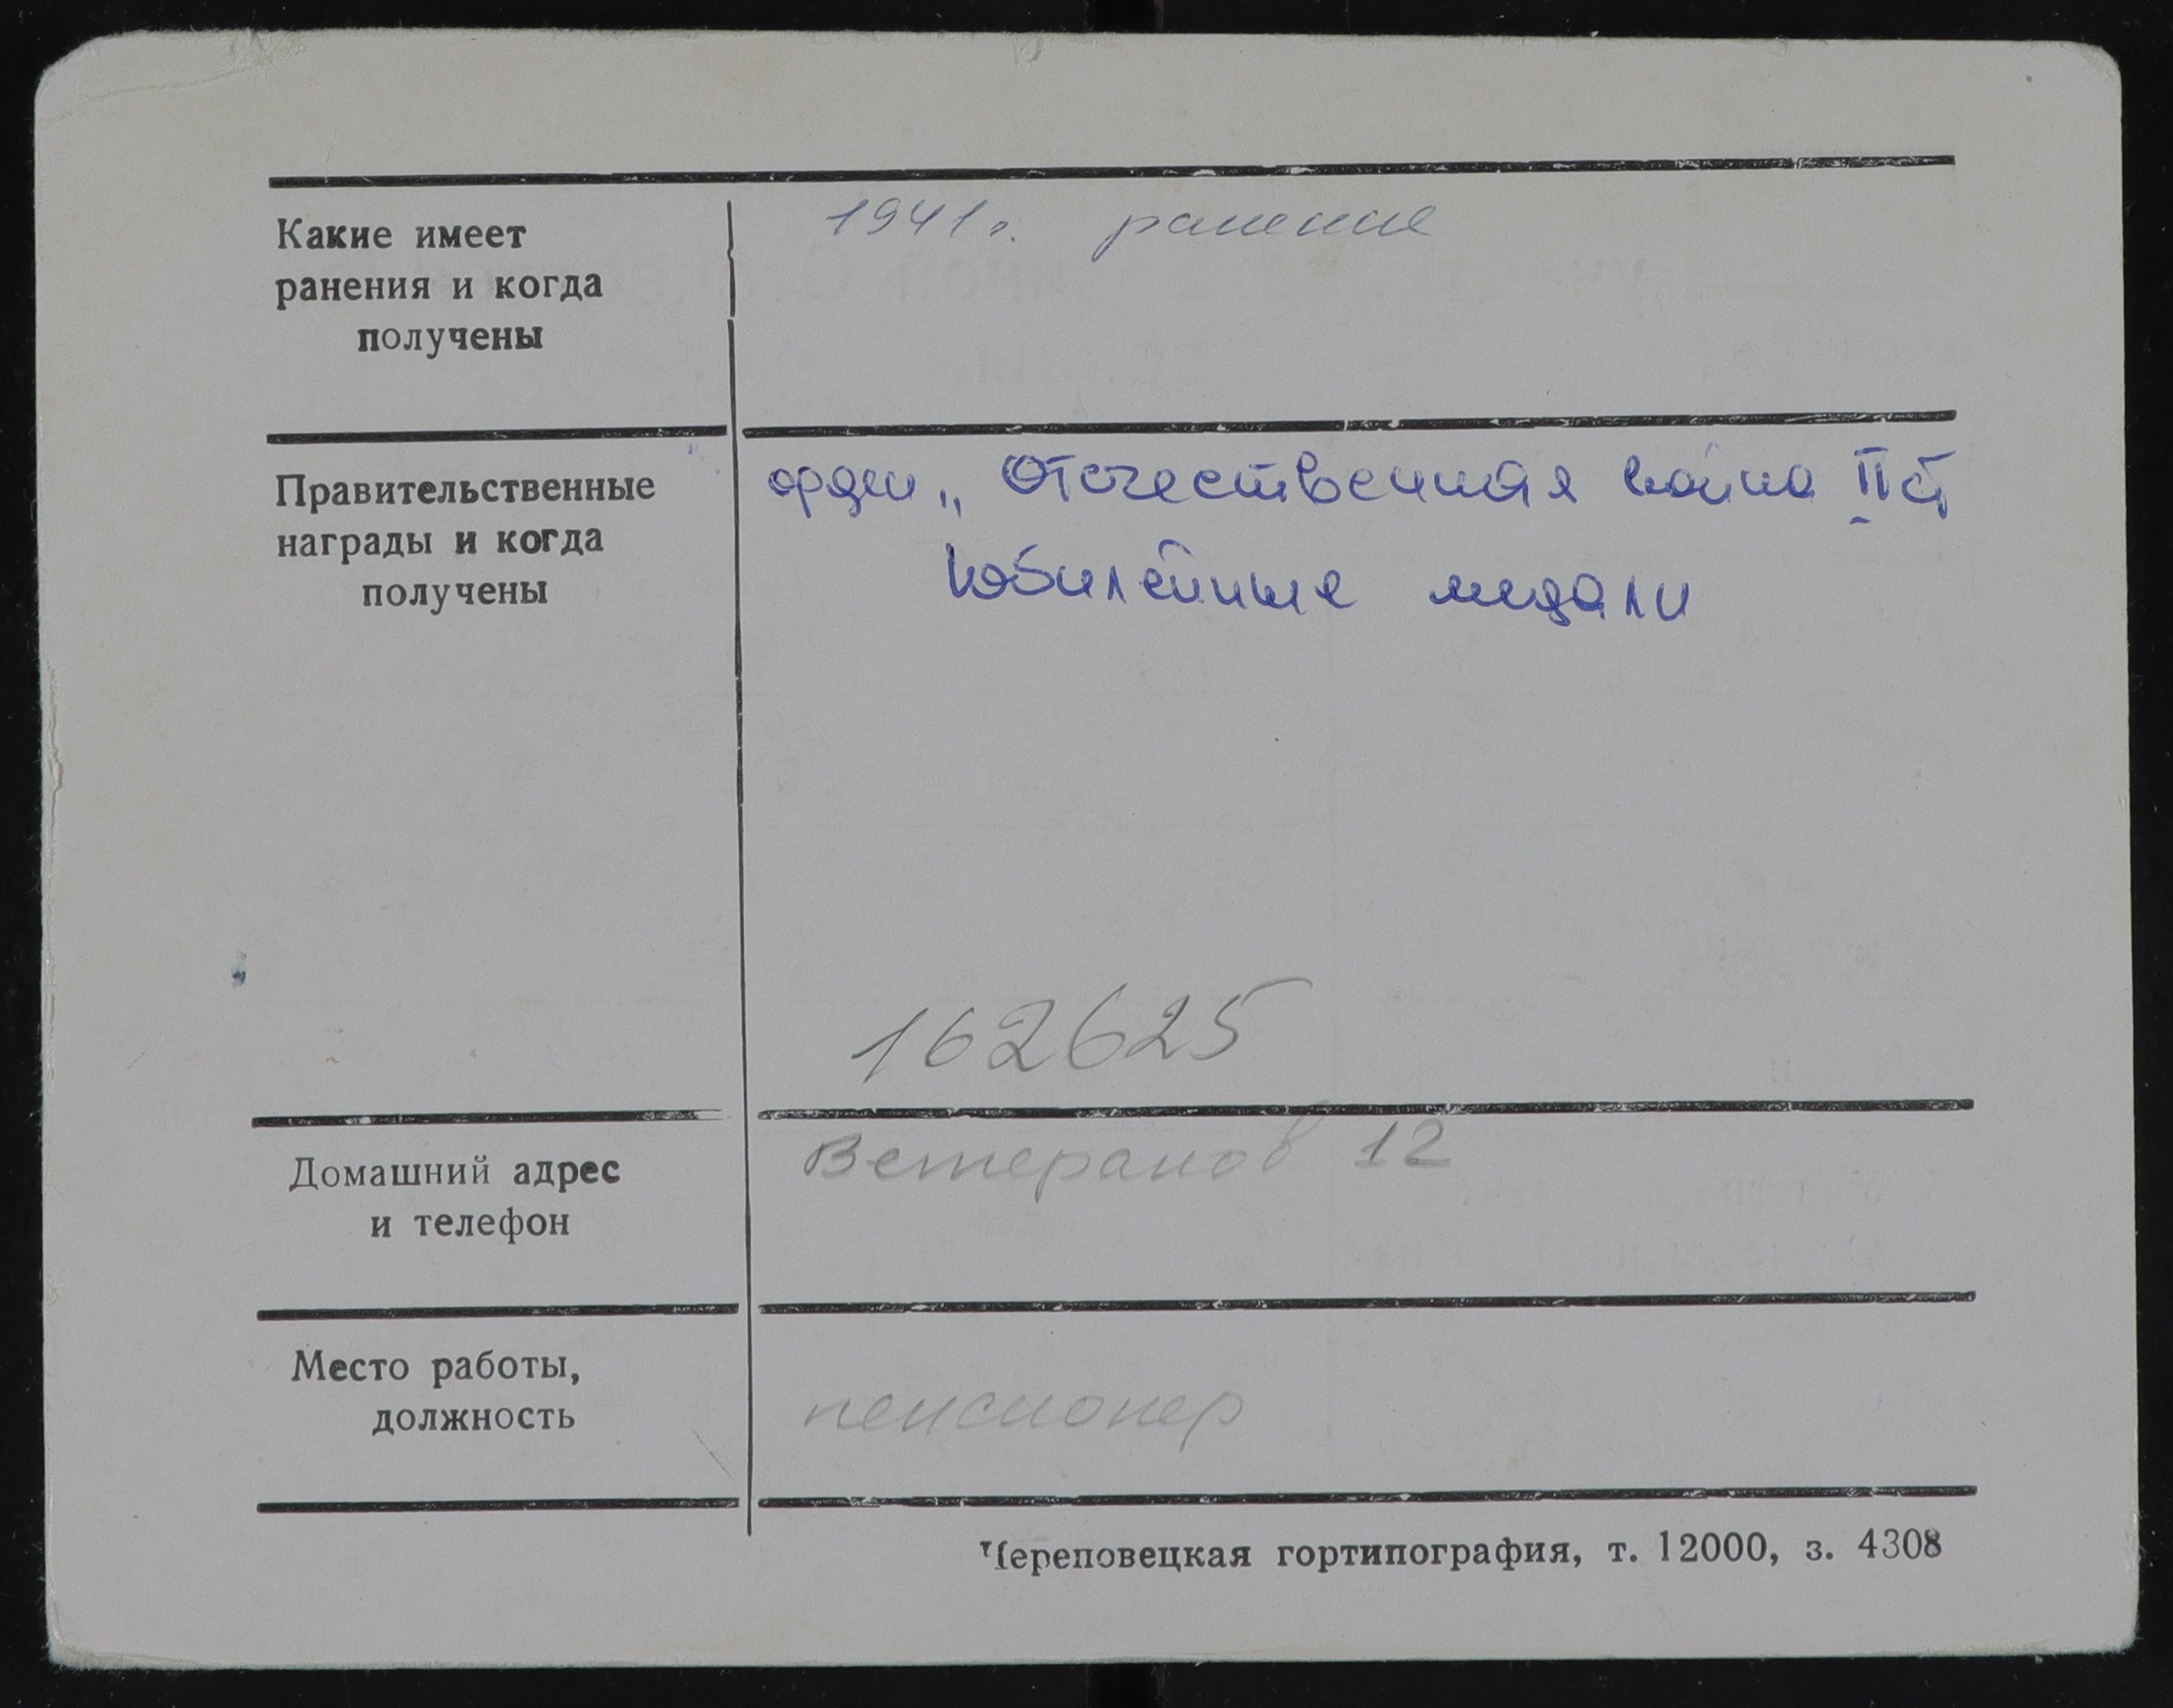 Какие имеет
ранения и когда
получены
1941г. ранение
Правительственные
награды и когда
получены
орден „ Отечественная война II ст
Юбилейные медали
162625
Домашний адрес
и телефон
Ветеранов 12
Место работы,
должность
пенсионер
Череповецкая гортипография, т. 12000, з. 4308